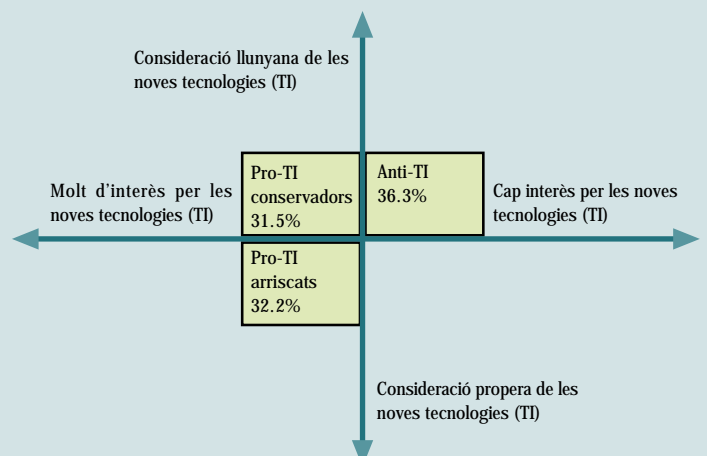 Consideració llunyana de les
noves tecnologies (TI)
Molt d'interès per les
noves tecnologies (TI)
Pro-TI
conservadors
31.5%
Anti-TI
36.3%
Cap interès per les noves
tecnologies (TI)
Pro-TI
arriscats
32.2%
Consideració propera de les
noves tecnologies (TI)